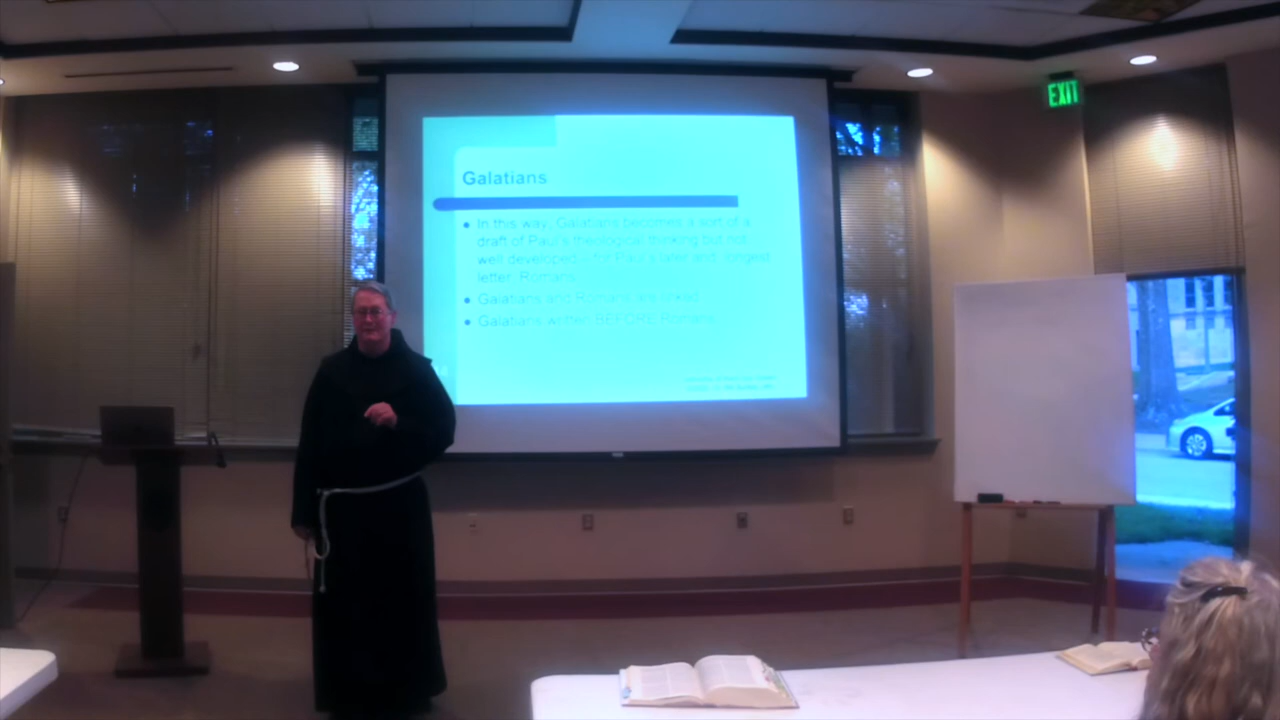 EXIT
Galatians
In this way, Galatians becomes a sort of a
draft of Paul's theological thinking but not
well developed - for Paul's later and longest
letter, Romans
Galatians and Romans are linked
Galatians written BEFORE Romans